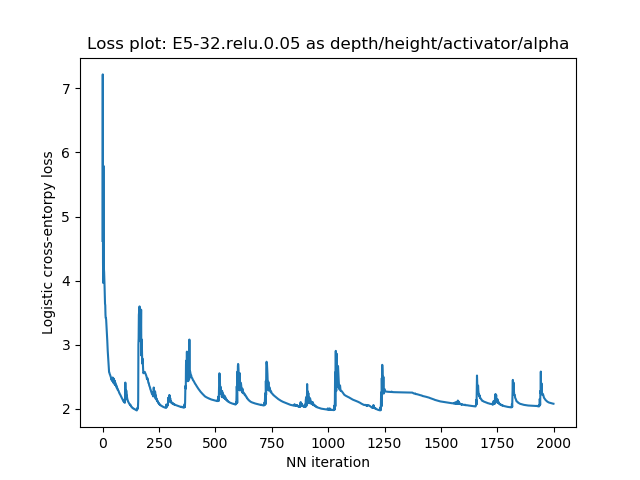 Loss plot: E5-32.relu.0.05 as depth/height/activator/alpha
7
6
5
4
3
2
Logistic cross-entorpy loss
0 250 500 750 1000 1250 1500 1750 2000
NN iteration